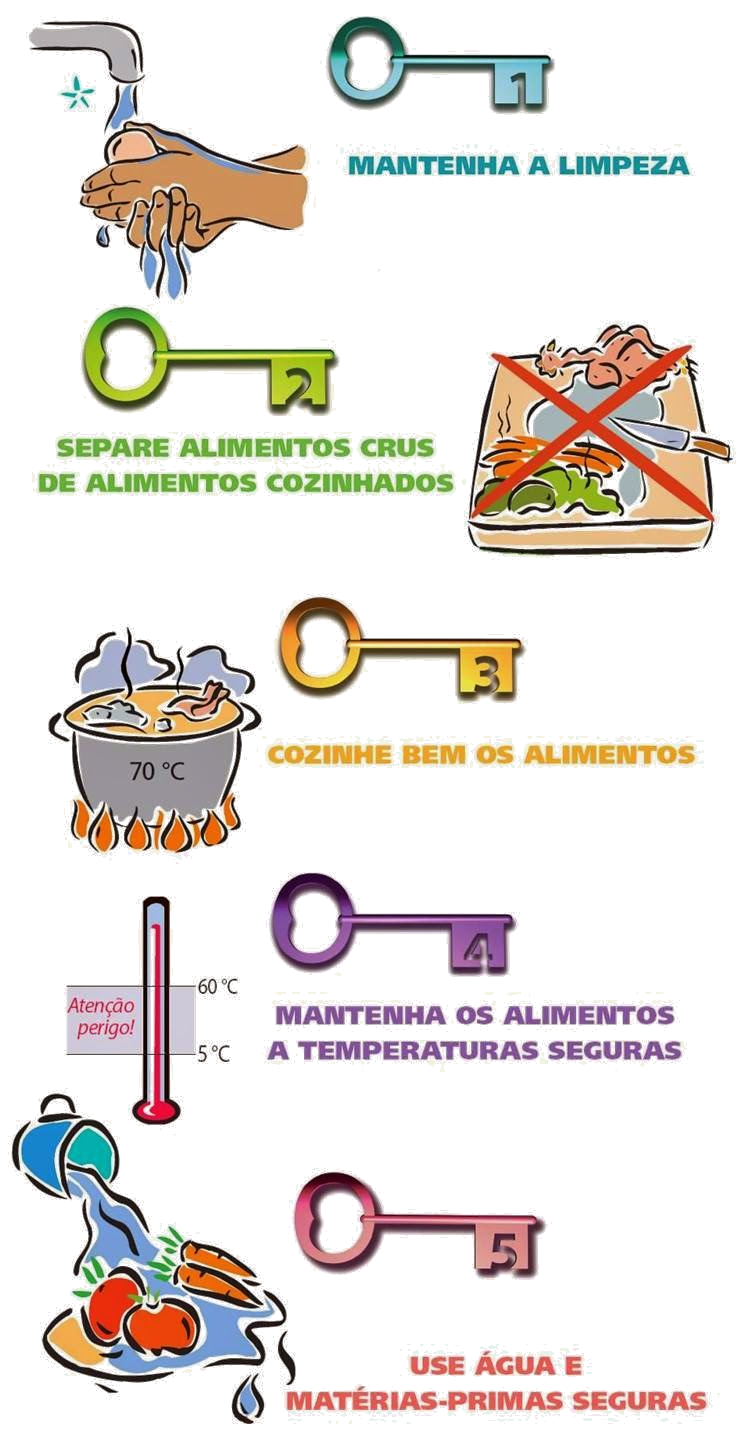 1
MANTENHA A LIMPEZA
2
SEPARE ALIMENTOS CRUS
DE ALIMENTOS COZINHADOS
3
70 °C
COZINHE BEM OS ALIMENTOS
4
60 °C
Atenção
perigo!
5 °C
MANTENHA OS ALIMENTOS
A TEMPERATURAS SEGURAS
5
USE ÁGUA E
MATÉRIAS-PRIMAS SEGURAS